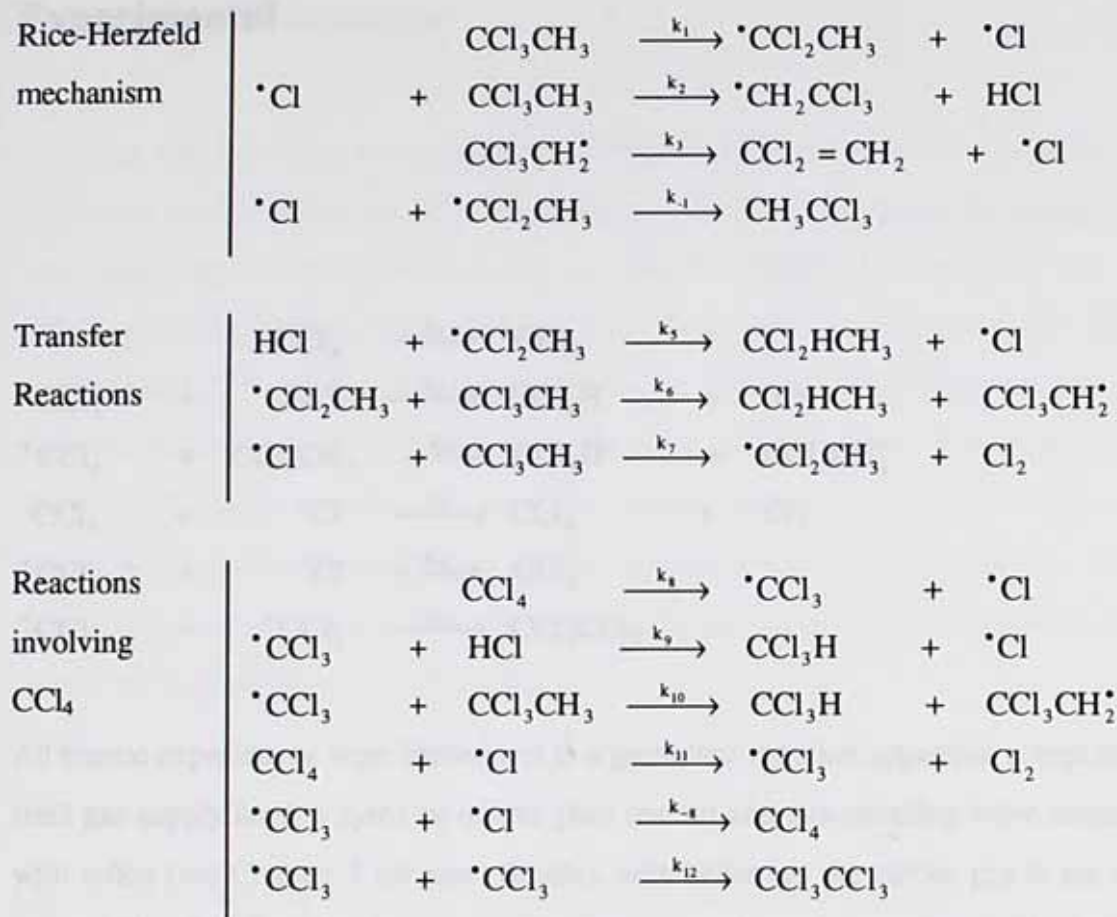 Experimental
Rice-Herzfeld CCl₃CH₃ —k₁→ •CCl₂CH₃ + •Cl
mechanism •Cl + CCl₃CH₃ —k₂→ •CH₂CCl₃ + HCl
CCl₃CH₂• —k₃→ CCl₂ = CH₂ + •Cl
•Cl + •CCl₂CH₃ —k₋₁→ CH₃CCl₃
Transfer HCl + •CCl₂CH₃ —k₅→ CCl₂HCH₃ + •Cl
Reactions •CCl₂CH₃ + CCl₃CH₃ —k₆→ CCl₂HCH₃ + CCl₃CH₂•
•Cl + CCl₃CH₃ —k₇→ •CCl₂CH₃ + Cl₂
Reactions CCl₄ —k₈→ •CCl₃ + •Cl
involving •CCl₃ + HCl —k₉→ CCl₃H + •Cl
CCl₄ •CCl₃ + CCl₃CH₃ —k₁₀→ CCl₃H + CCl₃CH₂•
CCl₄ + •Cl —k₁₁→ •CCl₃ + Cl₂
•CCl₃ + •Cl —k₋₈→ CCl₄
•CCl₃ + •CCl₃ —k₁₂→ CCl₃CCl₃